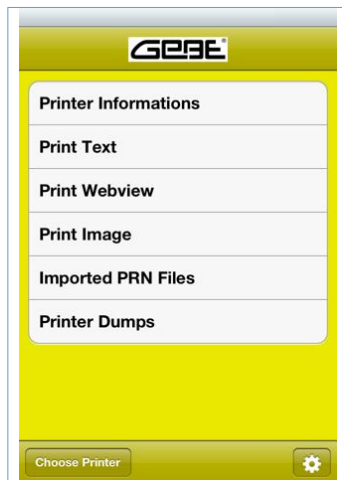 GeBE
Printer Informations
Print Text
Print Webview
Print Image
Imported PRN Files
Printer Dumps
Choose Printer